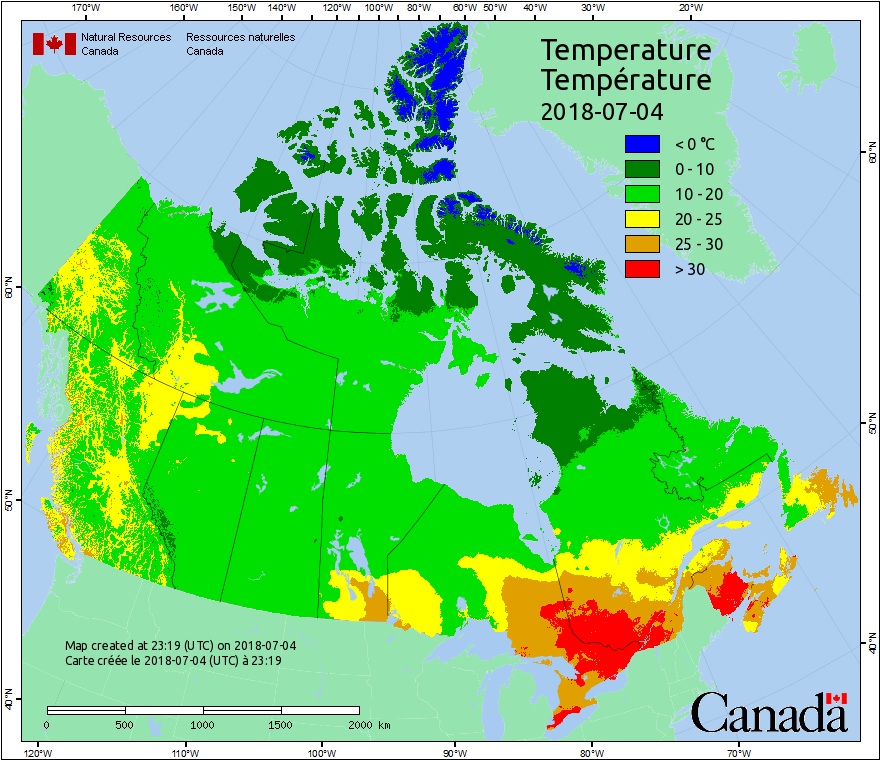 170°W 160°W 150°W 140°W 130°W 120°W 110°W 100°W 90°W 80°W 60°W 50°W 40°W 30°W 20°W
Natural Resources Ressources naturelles
Canada Canada
Temperature
Température
2018-07-04
< 0 °C
0 - 10
10 - 20
20 - 25
25 - 30
> 30
60°N
60°N
50°N
50°N
40°N
40°N
Map created at 23:19 (UTC) on 2018-07-04
Carte créée le 2018-07-04 (UTC) à 23:19
0 500 1000 1500 2000 km
Canada
120°W 110°W 100°W 90°W 80°W 70°W